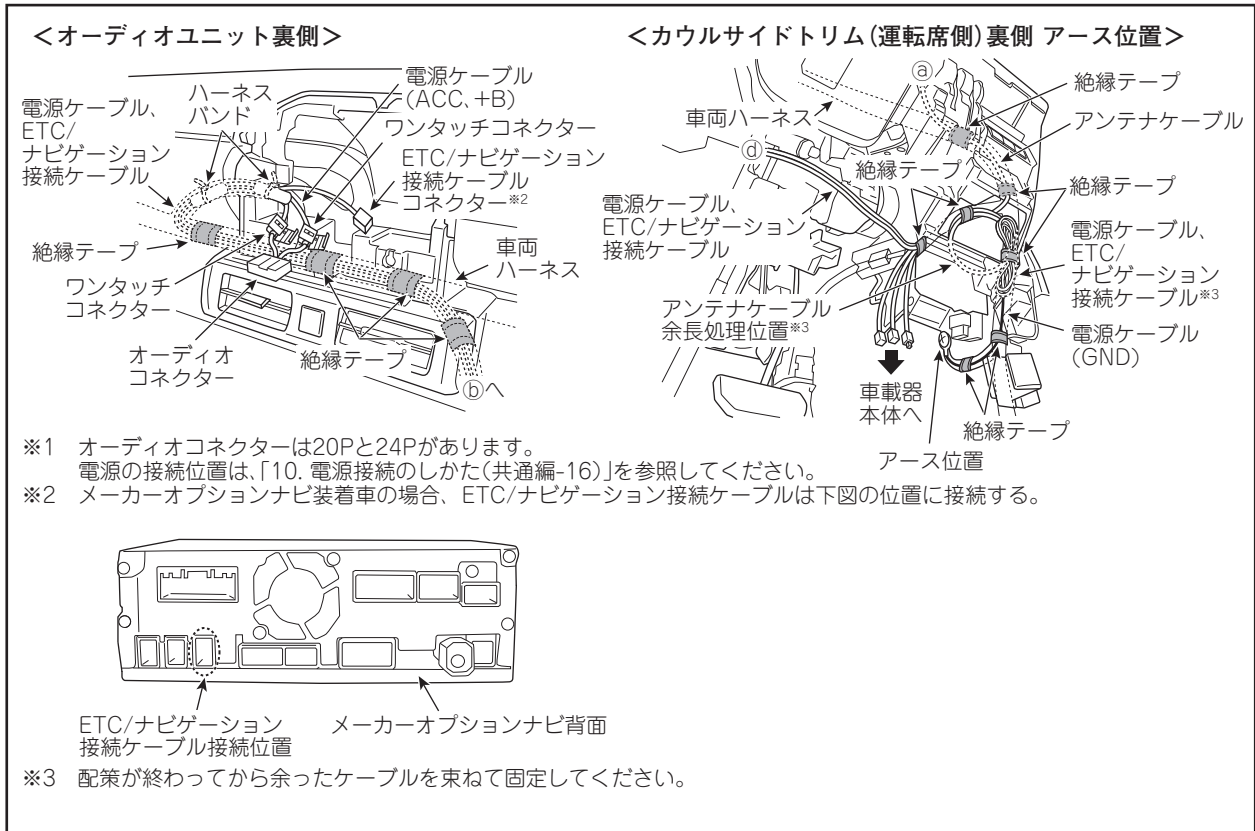 ＜オーディオユニット裏側＞
電源ケーブル、
ETC/
ナビゲーション
接続ケーブル
ハーネス
バンド
電源ケーブル
(ACC、+B)
ワンタッチコネクター
ETC/ナビゲーション
接続ケーブル
コネクター※2
絶縁テープ
車両
ハーネス
ワンタッチ
コネクター
オーディオ
コネクター
絶縁テープ
ⓑへ
＜カウルサイドトリム(運転席側)裏側 アース位置＞
ⓐ
絶縁テープ
車両ハーネス
アンテナケーブル
ⓓ
絶縁テープ
絶縁テープ
電源ケーブル、
ETC/ナビゲーション
接続ケーブル
電源ケーブル、
ETC/
ナビゲーション
接続ケーブル※3
アンテナケーブル
余長処理位置※3
電源ケーブル
(GND)
車載器
本体へ
絶縁テープ
アース位置
※1 オーディオコネクターは20Pと24Pがあります。
電源の接続位置は、「10. 電源接続のしかた(共通編-16)」を参照してください。
※2 メーカーオプションナビ装着車の場合、ETC/ナビゲーション接続ケーブルは下図の位置に接続する。
ETC/ナビゲーション
接続ケーブル接続位置
メーカーオプションナビ背面
※3 配策が終わってから余ったケーブルを束ねて固定してください。